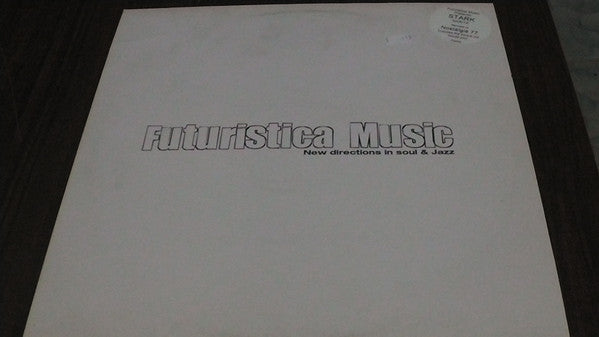 STARK
Nostalgia 77
Futuristica Music
New directions in soul & Jazz